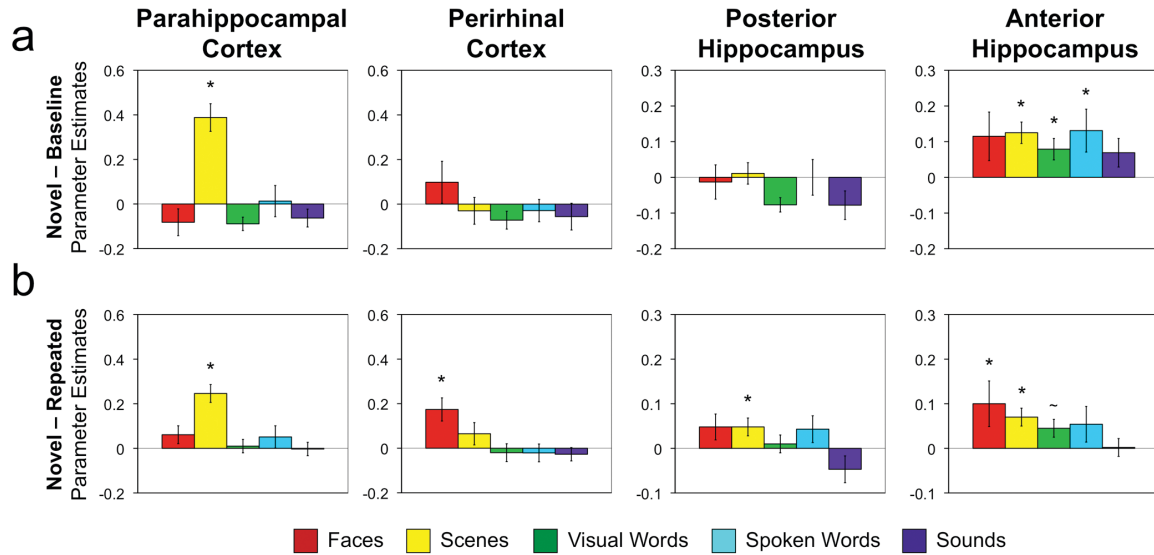 a
Parahippocampal
Cortex
Perirhinal
Cortex
Posterior
Hippocampus
Anterior
Hippocampus
Novel – Baseline
Parameter Estimates
0.6
0.4
0.2
0
-0.2
*
0.6
0.4
0.2
0
-0.2
0.3
0.2
0.1
0
-0.1
-0.2
0.3
0.2
0.1
0
-0.1
-0.2
* * *
b
Novel – Repeated
Parameter Estimates
0.6
0.4
0.2
0
-0.2
*
0.6
0.4
0.2
0
-0.2
*
0.3
0.2
0.1
0
-0.1
*
0.3
0.2
0.1
0
-0.1
* * ~
Faces Scenes Visual Words Spoken Words Sounds